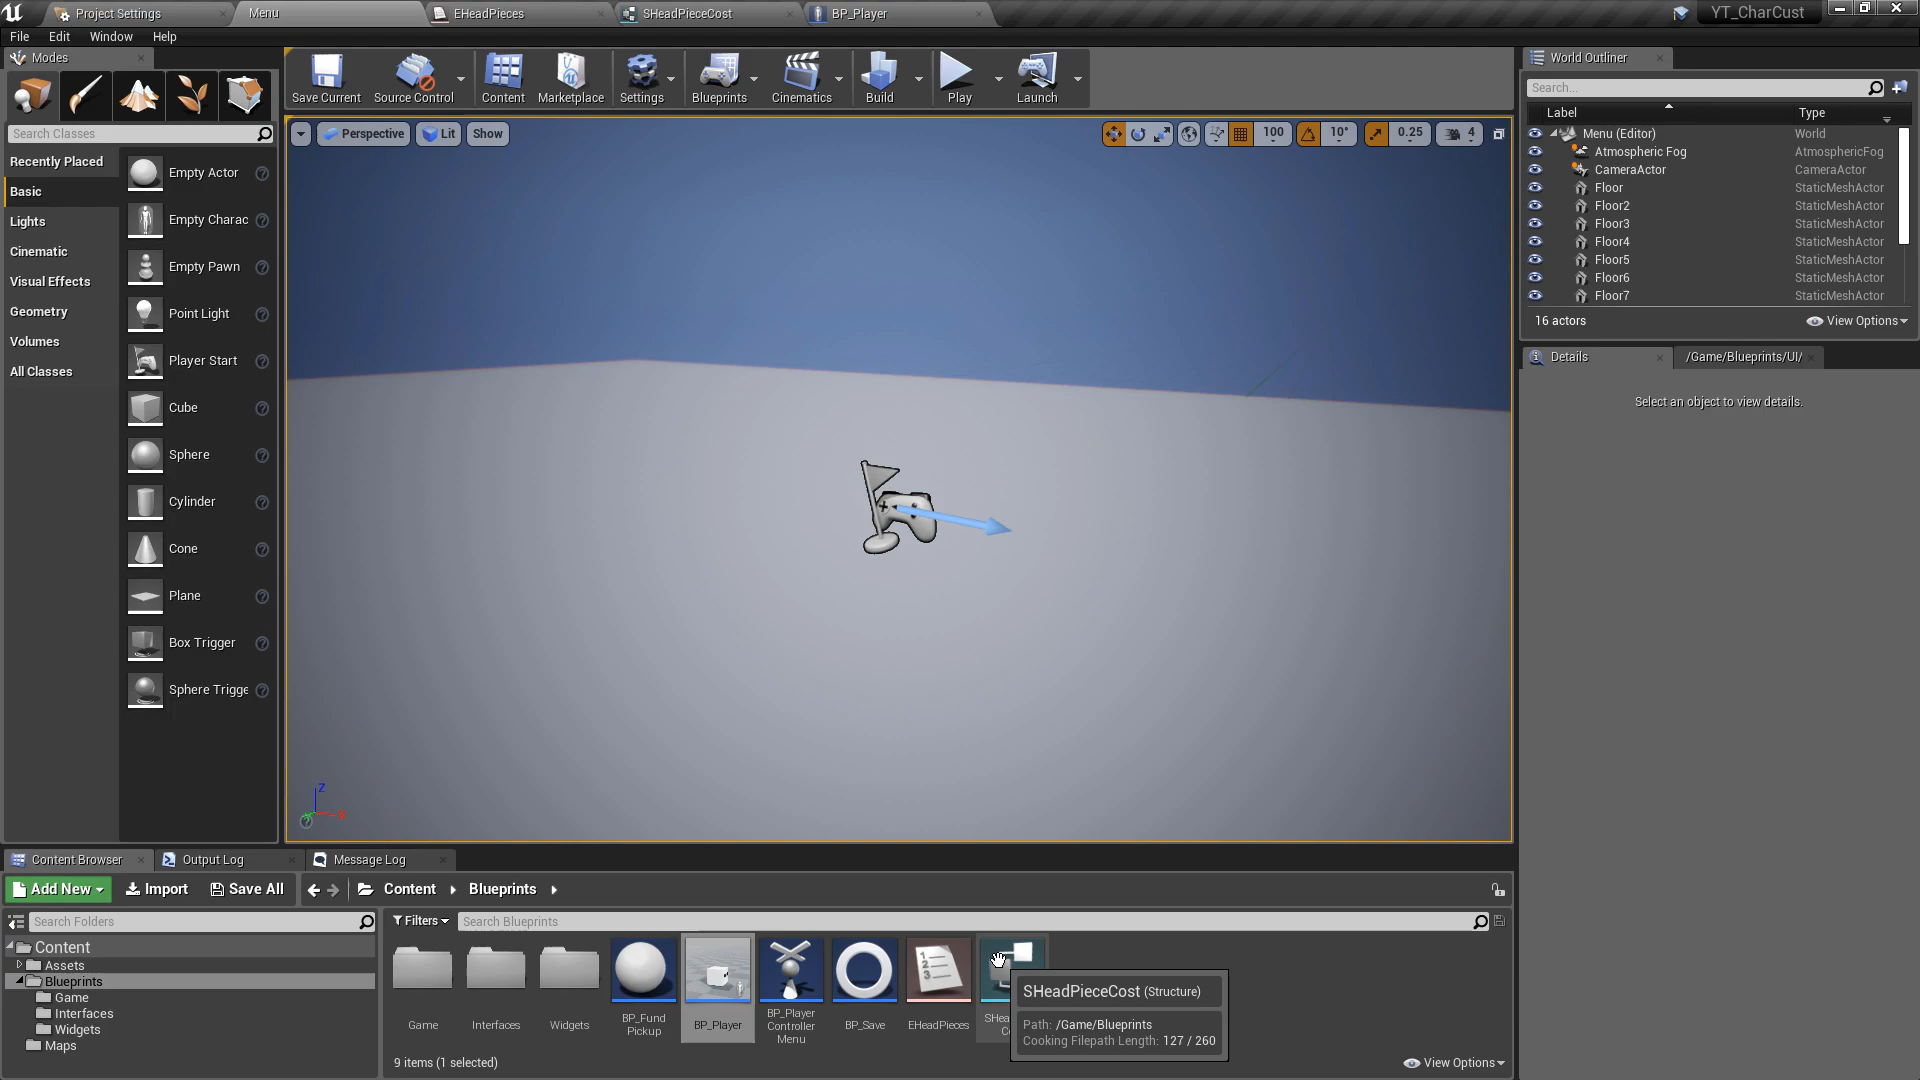 Project Settings
Menu
EHeadPieces
SHeadPieceCost
BP_Player
YT_CharCust
File
Edit
Window
Help
Modes
World Outliner
Save Current
Source Control
Content
Marketplace
Settings
Blueprints
Cinematics
Build
Play
Launch
Search...
Label
Type
Search Classes
Perspective
Lit
Show
100
10°
0.25
4
Menu (Editor)
World
Atmospheric Fog
AtmosphericFog
CameraActor
CameraActor
Floor
StaticMeshActor
Floor2
StaticMeshActor
Floor3
StaticMeshActor
Floor4
StaticMeshActor
Floor5
StaticMeshActor
Floor6
StaticMeshActor
Floor7
StaticMeshActor
16 actors
View Options
Recently Placed
Basic
Lights
Cinematic
Visual Effects
Geometry
Volumes
All Classes
Empty Actor
Empty Charac
Empty Pawn
Point Light
Player Start
Cube
Sphere
Cylinder
Cone
Plane
Box Trigger
Sphere Trigge
Details
/Game/Blueprints/UI/
Select an object to view details.
Z
X
Content Browser
Output Log
Message Log
Add New
Import
Save All
Content
Blueprints
Search Folders
Filters
Search Blueprints
Content
Assets
Blueprints
Game
Interfaces
Widgets
Maps
Game
Interfaces
Widgets
BP_Fund
Pickup
BP_Player
BP_Player
Controller
Menu
BP_Save
EHeadPieces
1
2
3
SHeadPieceCost (Structure)
Path: /Game/Blueprints
Cooking Filepath Length: 127 / 260
9 items (1 selected)
View Options